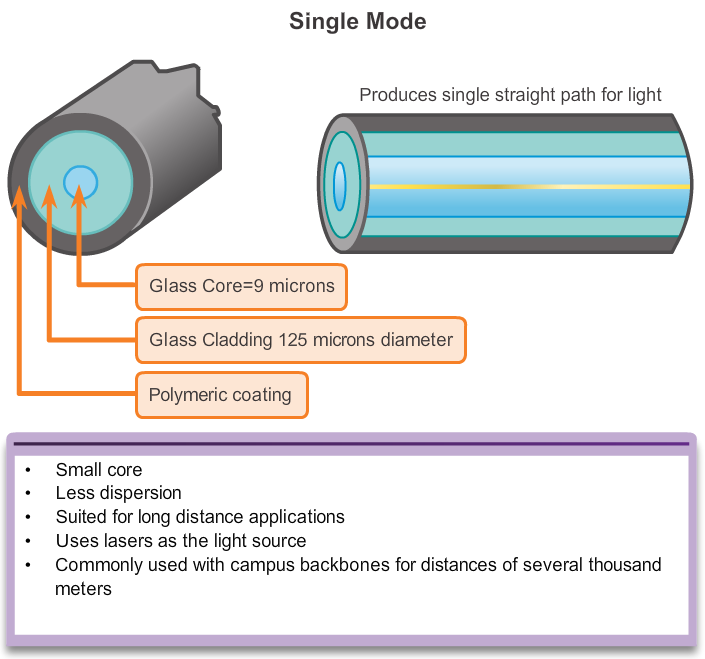 Single Mode
Produces single straight path for light
Glass Core=9 microns
Glass Cladding 125 microns diameter
Polymeric coating
• Small core
• Less dispersion
• Suited for long distance applications
• Uses lasers as the light source
• Commonly used with campus backbones for distances of several thousand
meters